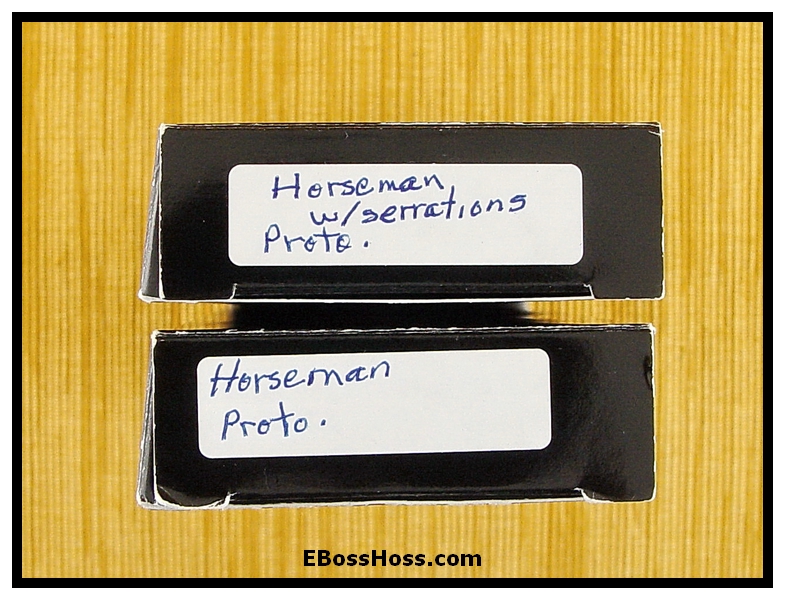 Horseman
w/serrations
Proto.
Horseman
Proto.
EBossHoss.com